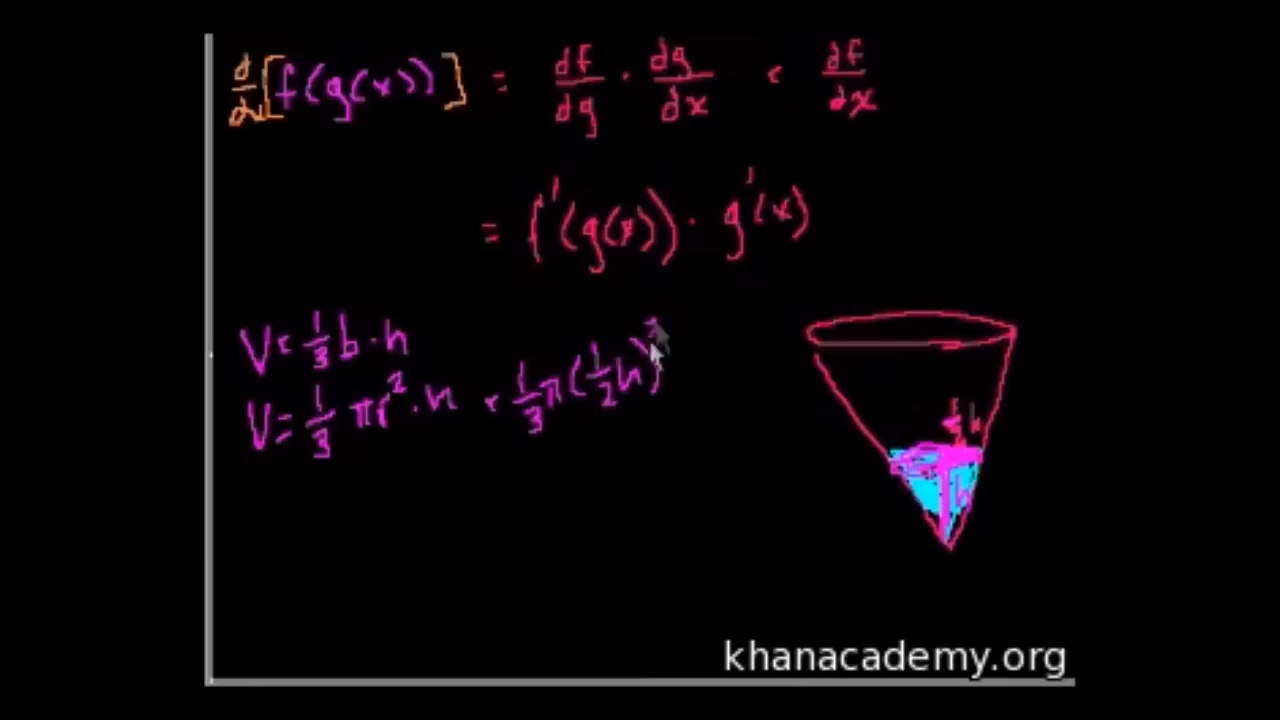 d/dx [f(g(x))] = df/dg · dg/dx = df/dx
= f'(g(x)) · g'(x)
V = 1/3 b · h
V = 1/3 πr² · h = 1/3 π(1/2 h)²
1/2 h
h
khanacademy.org